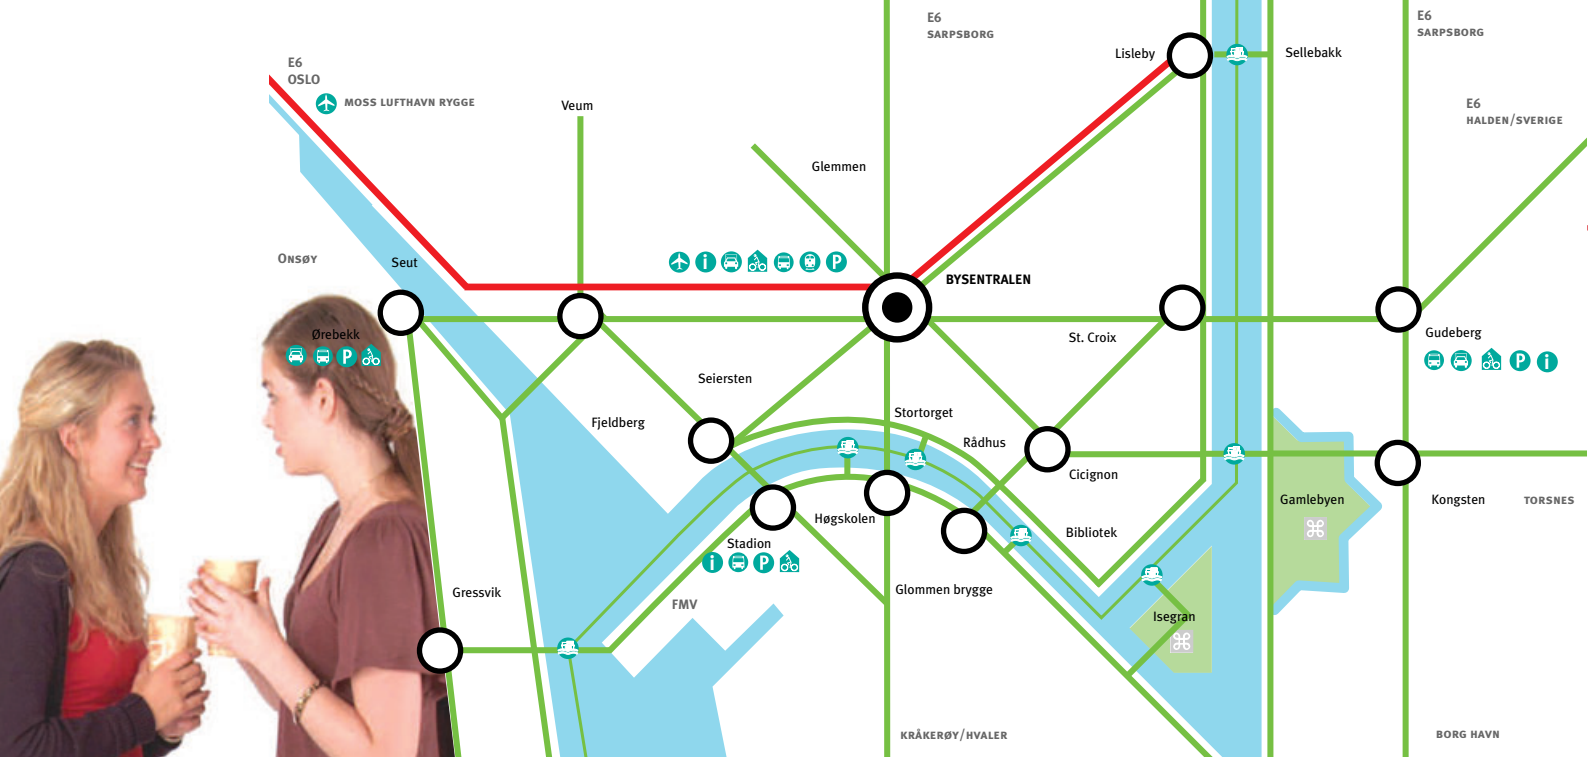 E6
SARPSBORG
E6
SARPSBORG
Lisleby
Sellebakk
E6
OSLO
MOSS LUFTHAVN RYGGE
Veum
E6
HALDEN/SVERIGE
Glemmen
ONSØY
Seut
BYSENTRALEN
Ørebekk
P
i
P
St. Croix
Gudeberg
P
i
Seiersten
Fjeldberg
Stortorget
Rådhus
Cicignon
Gamlebyen
Kongsten
TORSNES
Høgskolen
Bibliotek
Stadion
i
P
Gressvik
FMV
Glommen brygge
Isegran
KRÅKERØY/HVALER
BORG HAVN